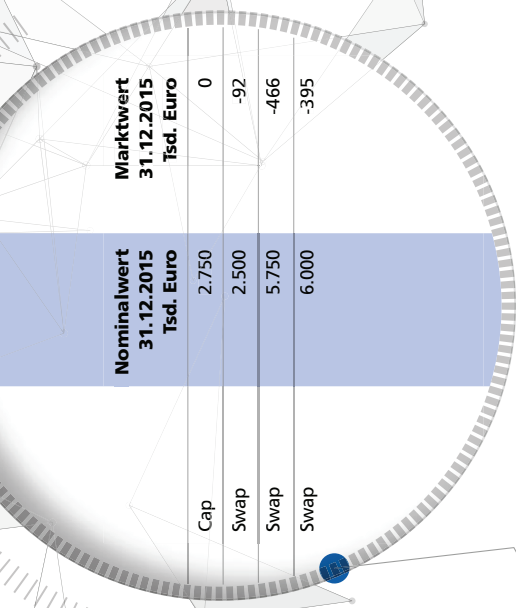 Nominalwert Marktwert
31.12.2015 31.12.2015
Tsd. Euro Tsd. Euro
Cap 2.750 0
Swap 2.500 -92
Swap 5.750 -466
Swap 6.000 -395